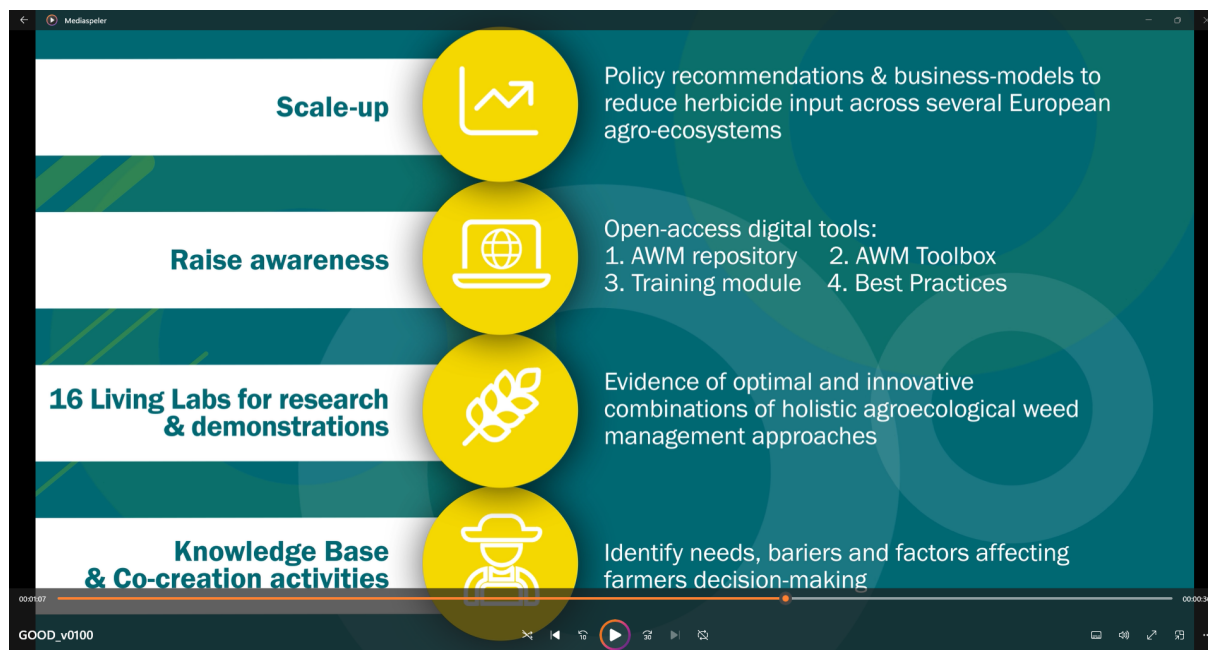 Mediaspeler
Scale-up
Policy recommendations & business-models to
reduce herbicide input across several European
agro-ecosystems
Raise awareness
Open-access digital tools:
1. AWM repository 2. AWM Toolbox
3. Training module 4. Best Practices
16 Living Labs for research
& demonstrations
Evidence of optimal and innovative
combinations of holistic agroecological weed
management approaches
Knowledge Base
& Co-creation activities
Identify needs, bariers and factors affecting
farmers decision-making
00:01:07
GOOD_v0100
10
30